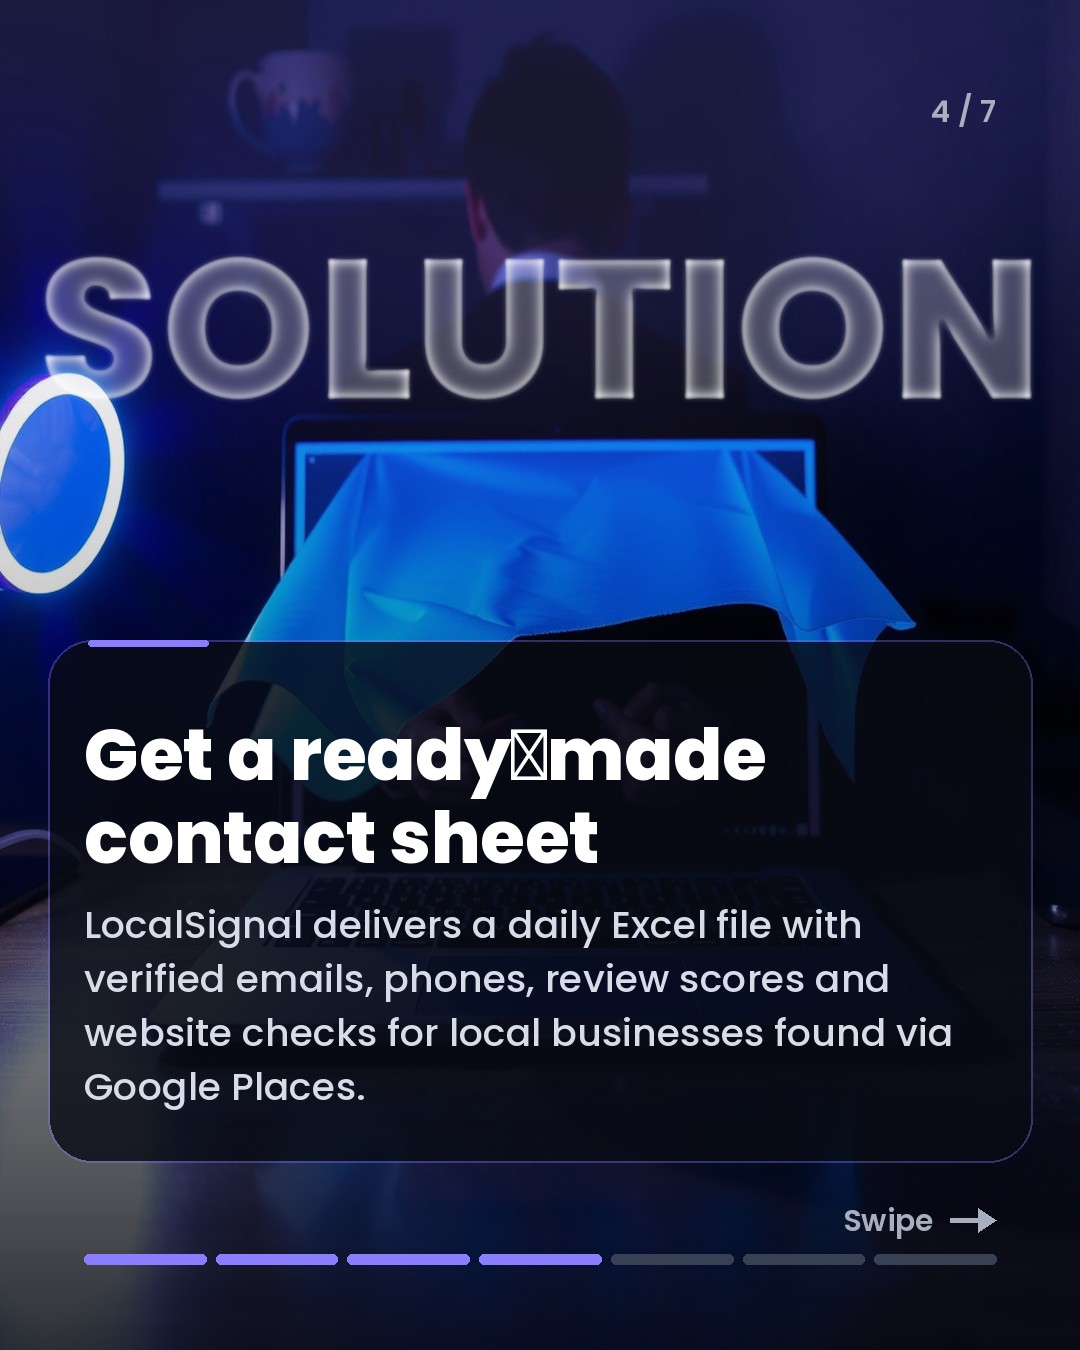 4 / 7
SOLUTION
Get a ready☒made
contact sheet
LocalSignal delivers a daily Excel file with
verified emails, phones, review scores and
website checks for local businesses found via
Google Places.
Swipe →